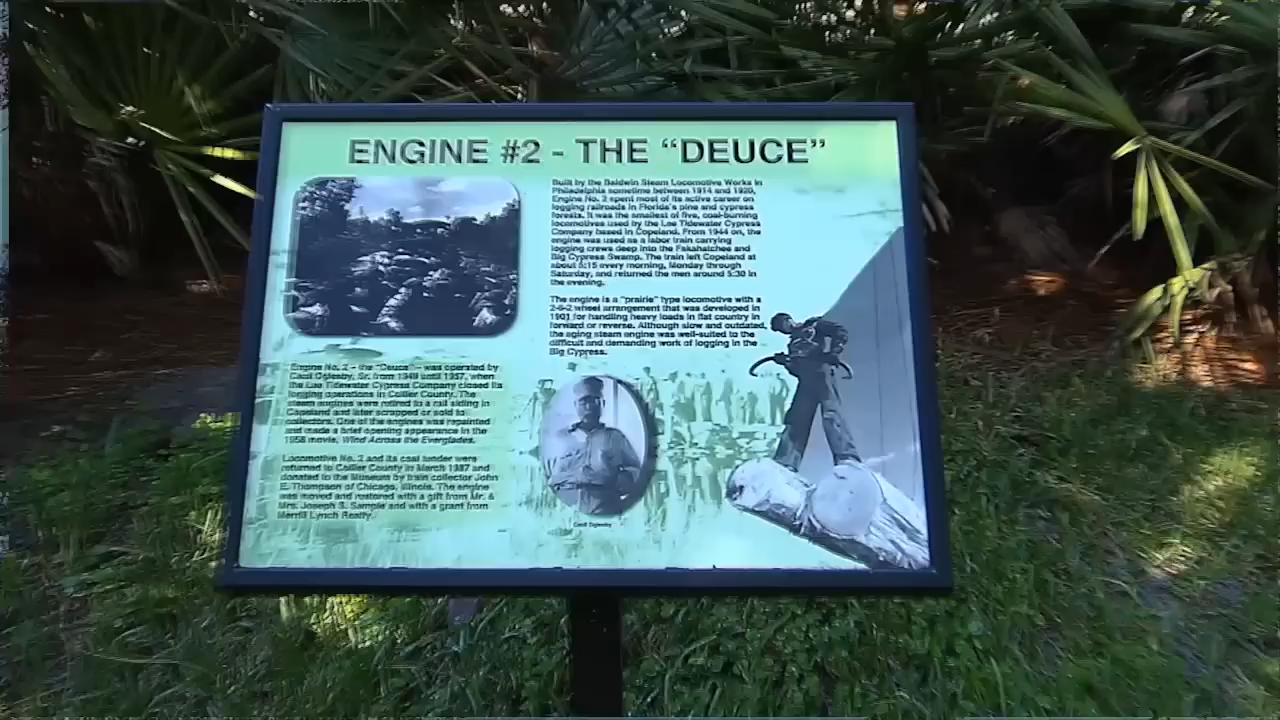 ENGINE #2 - THE “DEUCE”
Built by the Baldwin Steam Locomotive Works in
Philadelphia sometime between 1914 and 1920,
Engine No. 2 spent most of its active career on
logging railroads in Florida's pine and cypress
forests. It was the smallest of five, coal-burning
locomotives used by the Lee Tidewater Cypress
Company based in Copeland. From 1944 on, the
engine was used as a labor train carrying
logging crews deep into the Fakahatchee and
Big Cypress Swamp. The train left Copeland at
about 5:15 every morning, Monday through
Saturday, and returned the men around 5:30 in
the evening.
The engine is a "prairie" type locomotive with a
2-6-2 wheel arrangement that was developed in
1901 for handling heavy loads in flat country in
forward or reverse. Although slow and outdated,
the aging steam engine was well-suited to the
difficult and demanding work of logging in the
Big Cypress.
Engine No. 2 - the "Deuce" - was operated by
Cecil Oglesby, Sr. from 1949 until 1957, when
the Lee Tidewater Cypress Company closed its
logging operations in Collier County. The
steam engines were retired to a rail siding in
Copeland and later scrapped or sold to
collectors. One of the engines was repainted
and made a brief opening appearance in the
1958 movie, Wind Across the Everglades.
Locomotive No. 2 and its coal tender were
returned to Collier County in March 1987 and
donated to the Museum by train collector John
E. Thompson of Chicago, Illinois. The engine
was moved and restored with a gift from Mr. &
Mrs. Joseph S. Sample and with a grant from
Merrill Lynch Realty.
Cecil Oglesby